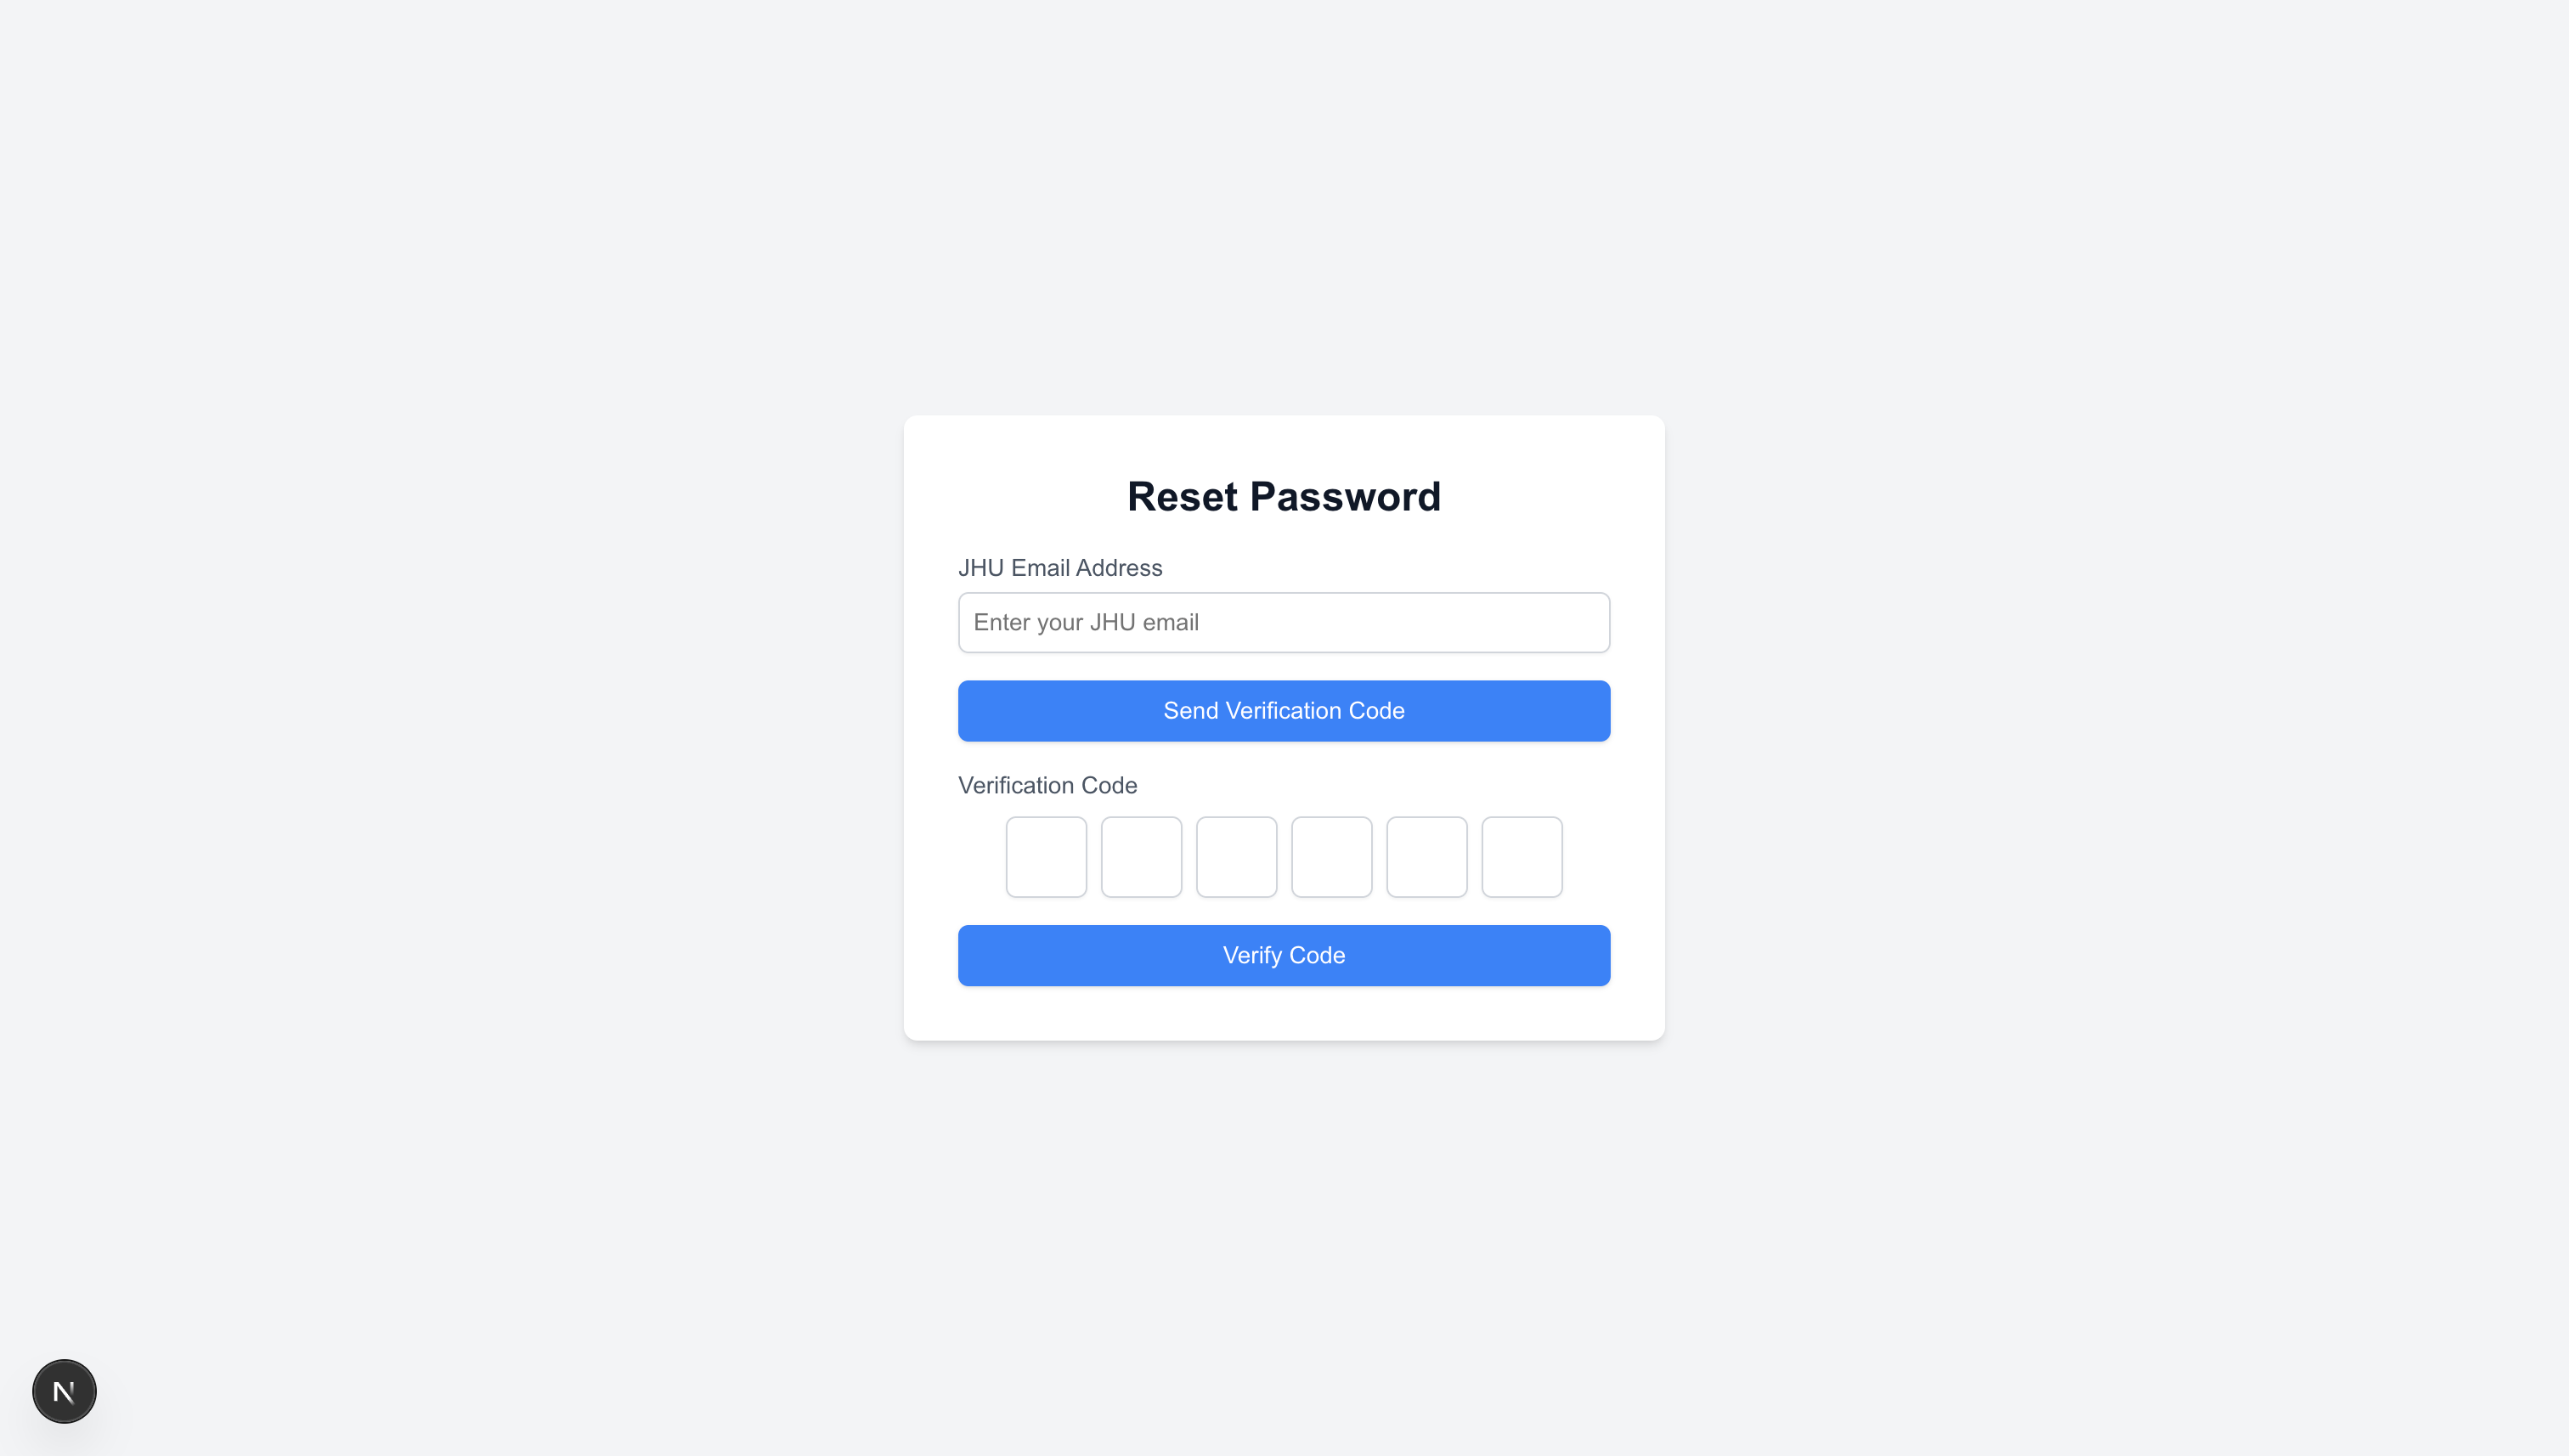 Reset Password
JHU Email Address
Enter your JHU email
Send Verification Code
Verification Code
Verify Code
N